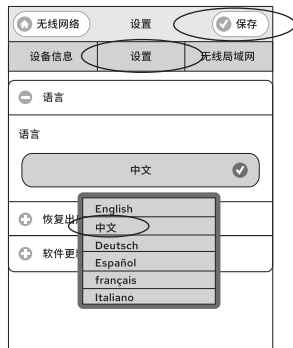 无线网络 设置 保存
设备信息 设置 无线局域网
语言
语言
中文
English
恢复出
中文
Deutsch
软件更
Español
français
Italiano